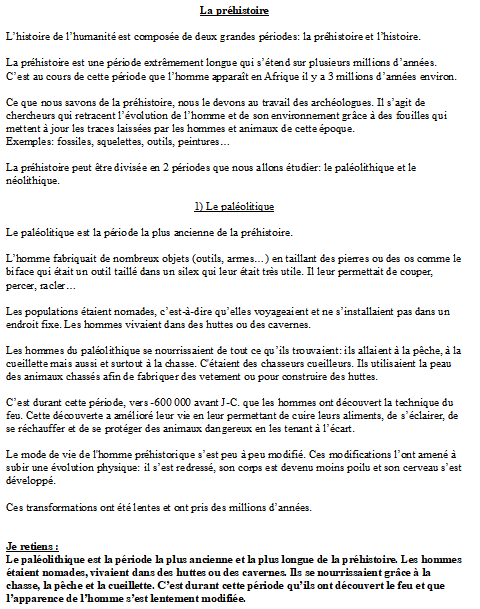 La préhistoire
L'histoire de l'humanité est composée de deux grandes périodes: la préhistoire et l'histoire.
La préhistoire est une période extrêmement longue qui s'étend sur plusieurs millions d'années.
C'est au cours de cette période que l'homme apparaît en Afrique il y a 3 millions d'années environ.
Ce que nous savons de la préhistoire, nous le devons au travail des archéologues. Il s'agit de
chercheurs qui retracent l'évolution de l'homme et de son environnement grâce à des fouilles qui
mettent à jour les traces laissées par les hommes et animaux de cette époque.
Exemples: fossiles, squelettes, outils, peintures...
La préhistoire peut être divisée en 2 périodes que nous allons étudier: le paléolithique et le
néolithique.
1) Le paléolitique
Le paléolitique est la période la plus ancienne de la préhistoire.
L'homme fabriquait de nombreux objets (outils, armes...) en taillant des pierres ou des os comme le
biface qui était un outil taillé dans un silex qui leur était très utile. Il leur permettait de couper,
percer, racler...
Les populations étaient nomades, c'est-à-dire qu'elles voyageaient et ne s'installaient pas dans un
endroit fixe. Les hommes vivaient dans des huttes ou des cavernes.
Les hommes du paléolithique se nourrissaient de tout ce qu'ils trouvaient: ils allaient à la pêche, à la
cueillette mais aussi et surtout à la chasse. C'étaient des chasseurs cueilleurs. Ils utilisaient la peau
des animaux chassés afin de fabriquer des vetement ou pour construire des huttes.
C'est durant cette période, vers -600 000 avant J-C. que les hommes ont découvert la technique du
feu. Cette découverte a amélioré leur vie en leur permettant de cuire leurs aliments, de s'éclairer, de
se réchauffer et de se protéger des animaux dangereux en les tenant à l'écart.
Le mode de vie de l'homme préhistorique s'est peu à peu modifié. Ces modifications l'ont amené à
subir une évolution physique: il s'est redressé, son corps est devenu moins poilu et son cerveau s'est
développé.
Ces transformations ont été lentes et ont pris des millions d'années.
Je retiens :
Le paléolithique est la période la plus ancienne et la plus longue de la préhistoire. Les hommes
étaient nomades, vivaient dans des huttes ou des cavernes. Ils se nourrissaient grâce à la
chasse, la pêche et la cueillette. C'est durant cette période qu'ils ont découvert le feu et que
l'apparence de l'homme s'est lentement modifiée.